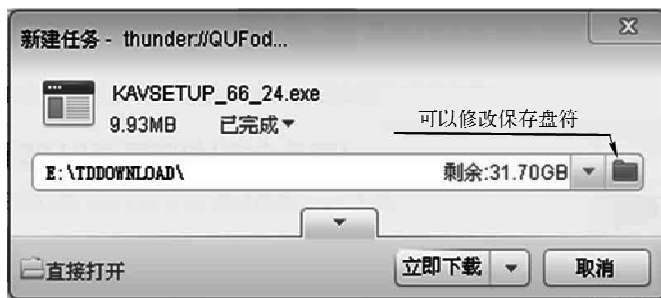 新建任务 - thunder://QUFod...
KAVSETUP_66_24.exe
9.93MB 已完成
可以修改保存盘符
E:\TDDOWNLOAD\ 剩余:31.70GB
直接打开 立即下载 取消